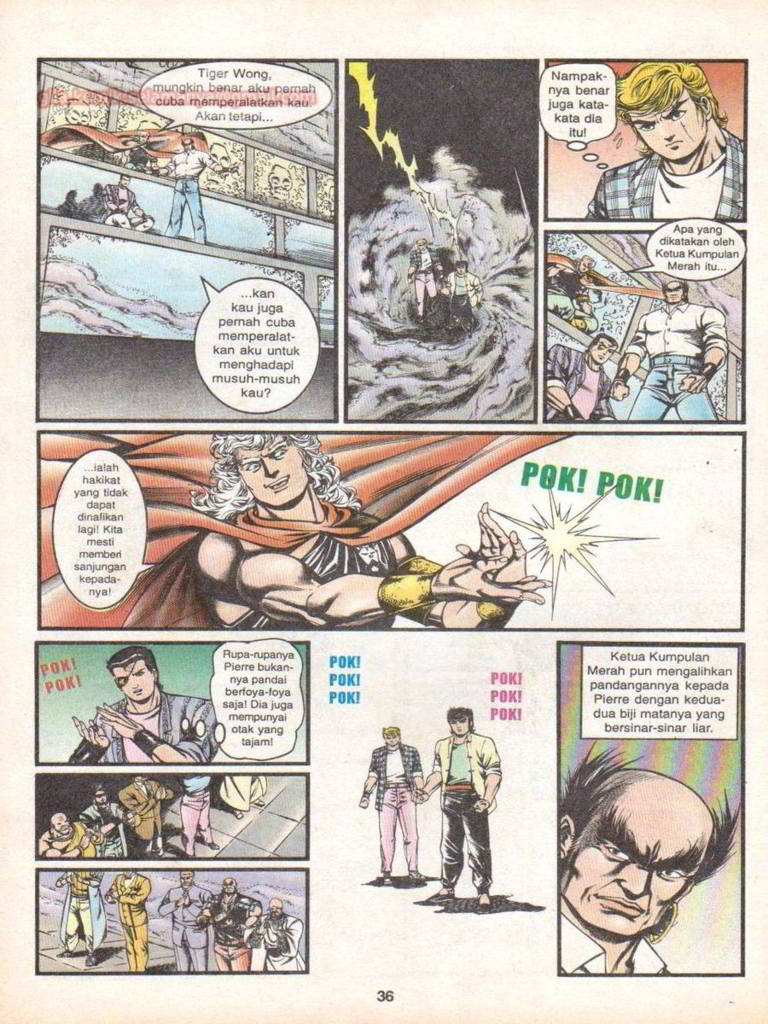 Tiger Wong,
mungkin benar aku pernah
cuba memperalatkan kau.
Akan tetapi...
...kan
kau juga
pernah cuba
memperalat-
kan aku untuk
menghadapi
musuh-musuh
kau?
Nampak-
nya benar
juga kata-
kata dia
itu!
Apa yang
dikatakan oleh
Ketua Kumpulan
Merah itu...
...ialah
hakikat
yang tidak
dapat
dinafikan
lagi! Kita
mesti
memberi
sanjungan
kepada-
nya!
POK! POK!
POK!
POK!
Rupa-rupanya
Pierre bukan-
nya pandai
berfoya-foya
saja! Dia juga
mempunyai
otak yang
tajam!
POK!
POK!
POK!
POK!
POK!
POK!
Ketua Kumpulan
Merah pun mengalihkan
pandangannya kepada
Pierre dengan kedua-
dua biji matanya yang
bersinar-sinar liar.
36